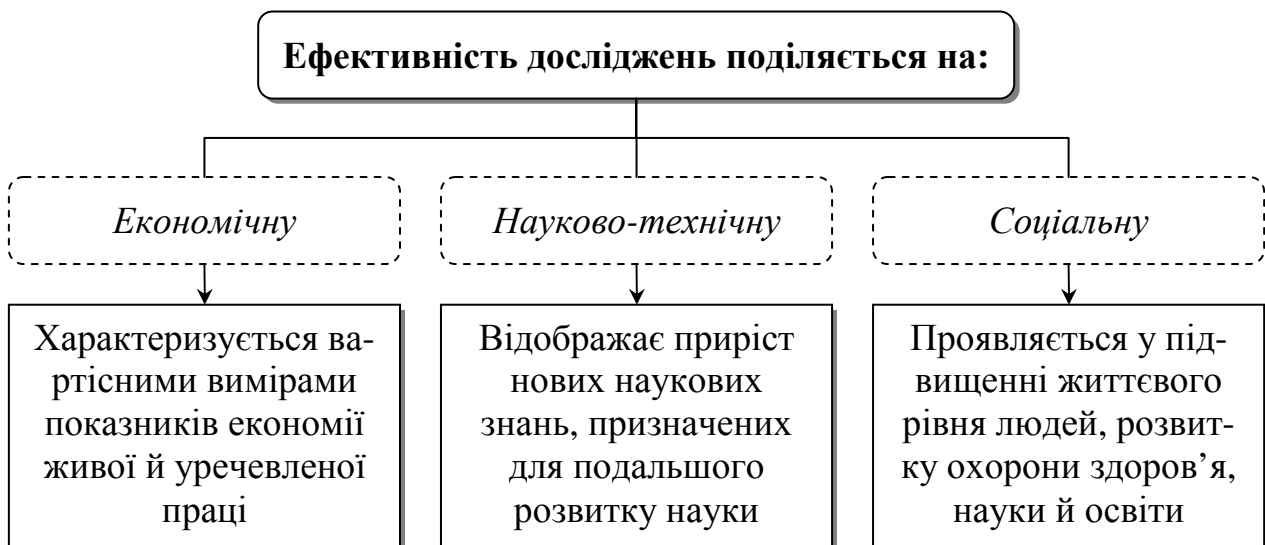 Ефективність досліджень поділяється на:
Економічну
Науково-технічну
Соціальну
Характеризується ва-
ртісними вимірами
показників економії
живої й уречевленої
праці
Відображає приріст
нових наукових
знань, призначених
для подальшого
розвитку науки
Проявляється у під-
вищенні життєвого
рівня людей, розвит-
ку охорони здоров’я,
науки й освіти